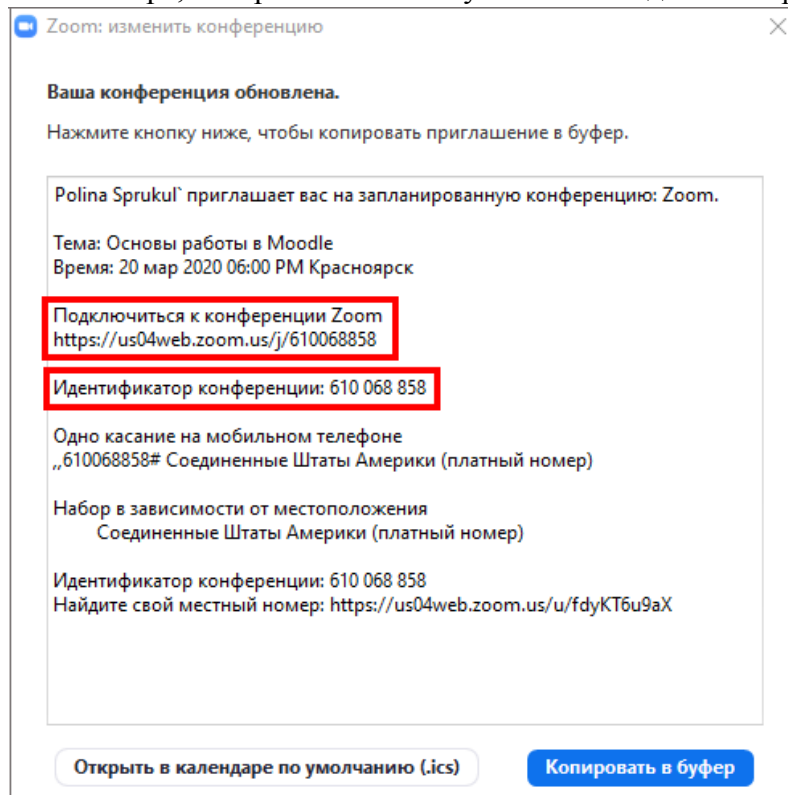 Zoom: изменить конференцию
Ваша конференция обновлена.
Нажмите кнопку ниже, чтобы копировать приглашение в буфер.
Polina Sprukul` приглашает вас на запланированную конференцию: Zoom.
Тема: Основы работы в Moodle
Время: 20 мар 2020 06:00 PM Красноярск
Подключиться к конференции Zoom
https://us04web.zoom.us/j/610068858
Идентификатор конференции: 610 068 858
Одно касание на мобильном телефоне
,,610068858# Соединенные Штаты Америки (платный номер)
Набор в зависимости от местоположения
Соединенные Штаты Америки (платный номер)
Идентификатор конференции: 610 068 858
Найдите свой местный номер: https://us04web.zoom.us/u/fdyKT6u9aX
Открыть в календаре по умолчанию (.ics)
Копировать в буфер